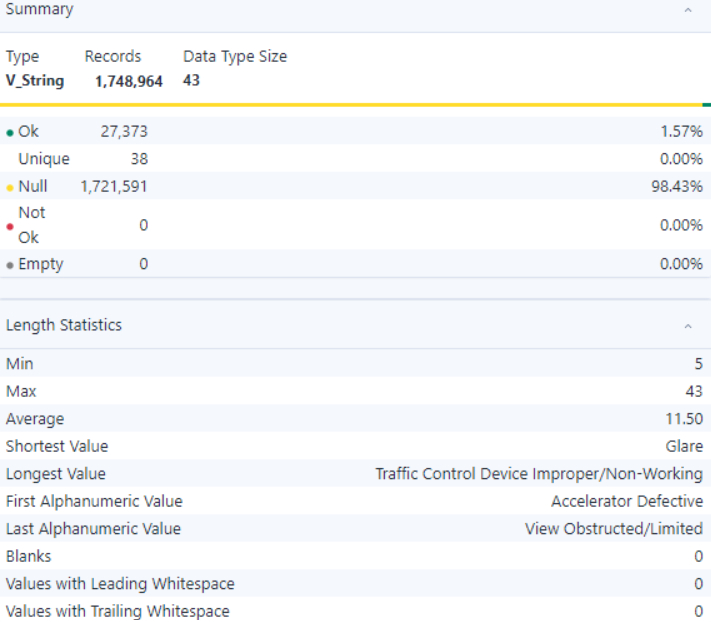 Summary
Type Records Data Type Size
V_String 1,748,964 43
Ok 27,373 1.57%
Unique 38 0.00%
Null 1,721,591 98.43%
Not Ok 0 0.00%
Empty 0 0.00%
Length Statistics
Min 5
Max 43
Average 11.50
Shortest Value Glare
Longest Value Traffic Control Device Improper/Non-Working
First Alphanumeric Value Accelerator Defective
Last Alphanumeric Value View Obstructed/Limited
Blanks 0
Values with Leading Whitespace 0
Values with Trailing Whitespace 0